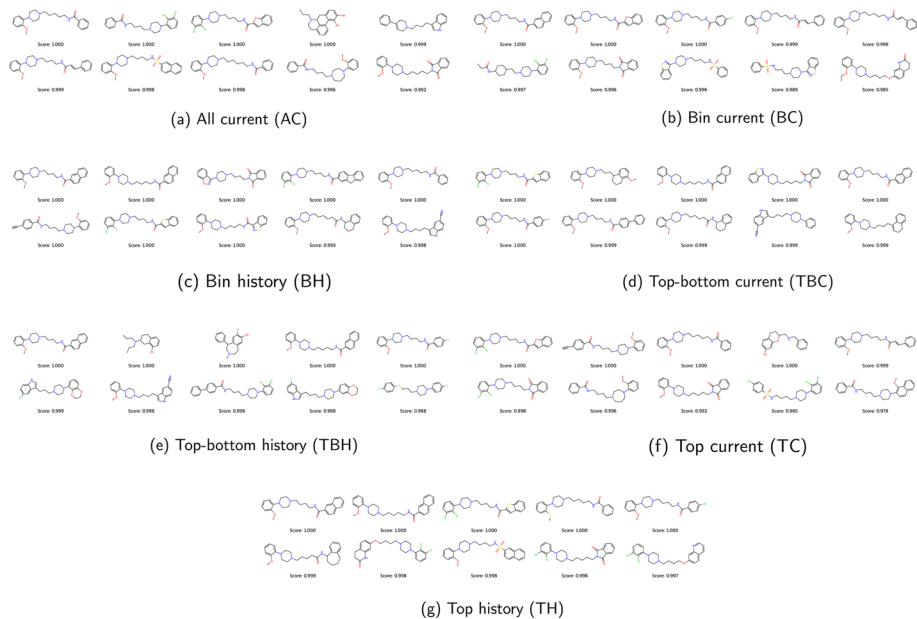 Score: 1.000 Score: 1.000 Score: 1.000 Score: 1.000 Score: 0.999
Score: 0.999 Score: 0.998 Score: 0.998 Score: 0.996 Score: 0.992
(a) All current (AC)
Score: 1.000 Score: 1.000 Score: 1.000 Score: 0.999 Score: 0.998
Score: 0.997 Score: 0.996 Score: 0.996 Score: 0.989 Score: 0.985
(b) Bin current (BC)
Score: 1.000 Score: 1.000 Score: 1.000 Score: 1.000 Score: 1.000
Score: 1.000 Score: 1.000 Score: 1.000 Score: 0.999 Score: 0.998
(c) Bin history (BH)
Score: 1.000 Score: 1.000 Score: 1.000 Score: 1.000 Score: 1.000
Score: 1.000 Score: 0.999 Score: 0.999 Score: 0.999 Score: 0.999
(d) Top-bottom current (TBC)
Score: 1.000 Score: 1.000 Score: 1.000 Score: 1.000 Score: 1.000
Score: 0.999 Score: 0.998 Score: 0.998 Score: 0.988 Score: 0.988
(e) Top-bottom history (TBH)
Score: 1.000 Score: 1.000 Score: 1.000 Score: 1.000 Score: 0.999
Score: 0.998 Score: 0.996 Score: 0.992 Score: 0.985 Score: 0.978
(f) Top current (TC)
Score: 1.000 Score: 1.000 Score: 1.000 Score: 1.000 Score: 1.000
Score: 0.999 Score: 0.998 Score: 0.998 Score: 0.998 Score: 0.997
(g) Top history (TH)